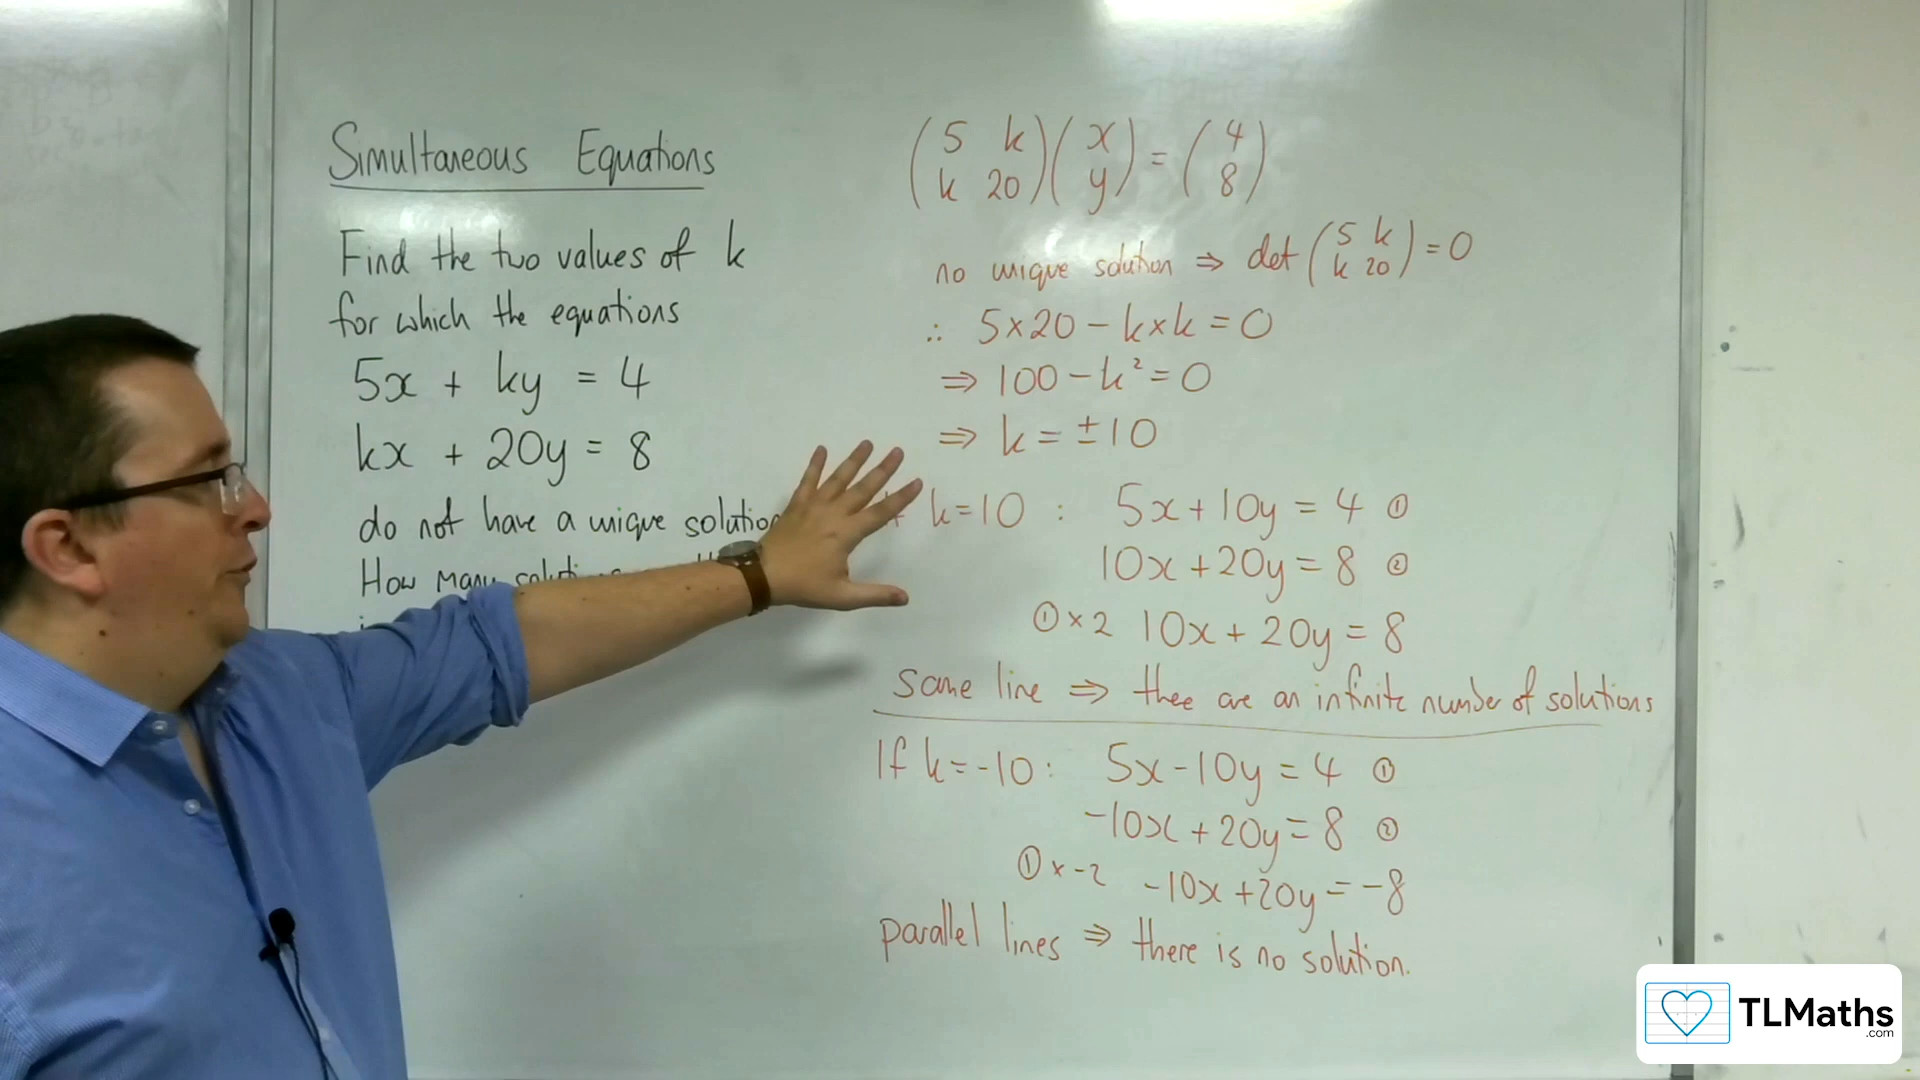 Simultaneous Equations
Find the two values of k
for which the equations
5x + ky = 4
kx + 20y = 8
do not have a unique solution
How many
(5 k)(x) = (4)
(k 20)(y) (8)
no unique solution ⇒ det (5 k) = 0
(k 20)
∴ 5×20 - k×k = 0
⇒ 100 - k² = 0
⇒ k = ±10
k=10 : 5x+10y = 4 ①
10x+20y = 8 ②
①×2 10x + 20y = 8
same line ⇒ thee are an infinite number of solutions
If k=-10: 5x-10y = 4 ①
-10x+20y = 8 ②
①×-2 -10x+20y = -8
parallel lines ⇒ there is no solution.
TLMaths
.com